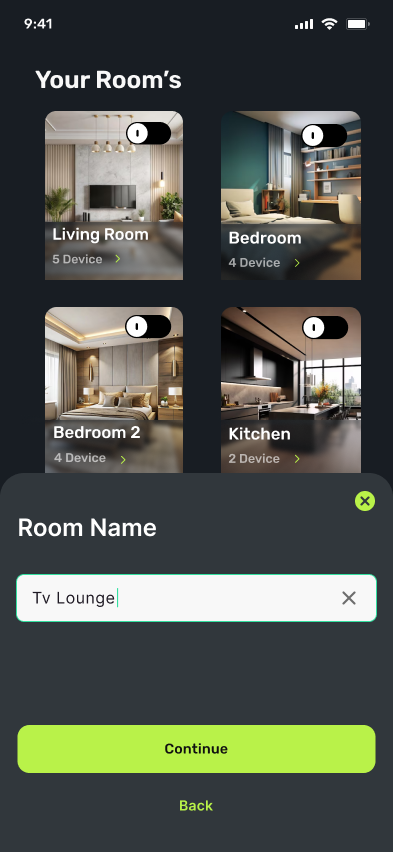 9:41
Your Room's
Living Room
5 Device
Bedroom
4 Device
Bedroom 2
4 Device
Kitchen
2 Device
Room Name
Tv Lounge
Continue
Back